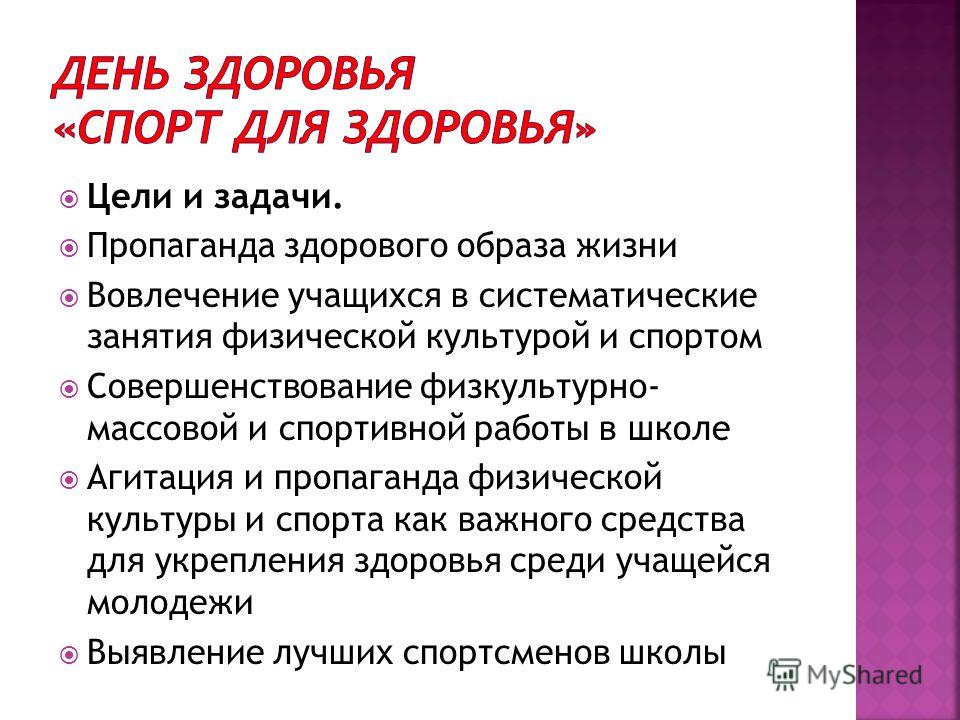 ДЕНЬ ЗДОРОВЬЯ
«СПОРТ ДЛЯ ЗДОРОВЬЯ»
Цели и задачи.
Пропаганда здорового образа жизни
Вовлечение учащихся в систематические
занятия физической культурой и спортом
Совершенствование физкультурно-
массовой и спортивной работы в школе
Агитация и пропаганда физической
культуры и спорта как важного средства
для укрепления здоровья среди учащейся
молодежи
Выявление лучших спортсменов школы
MyShared